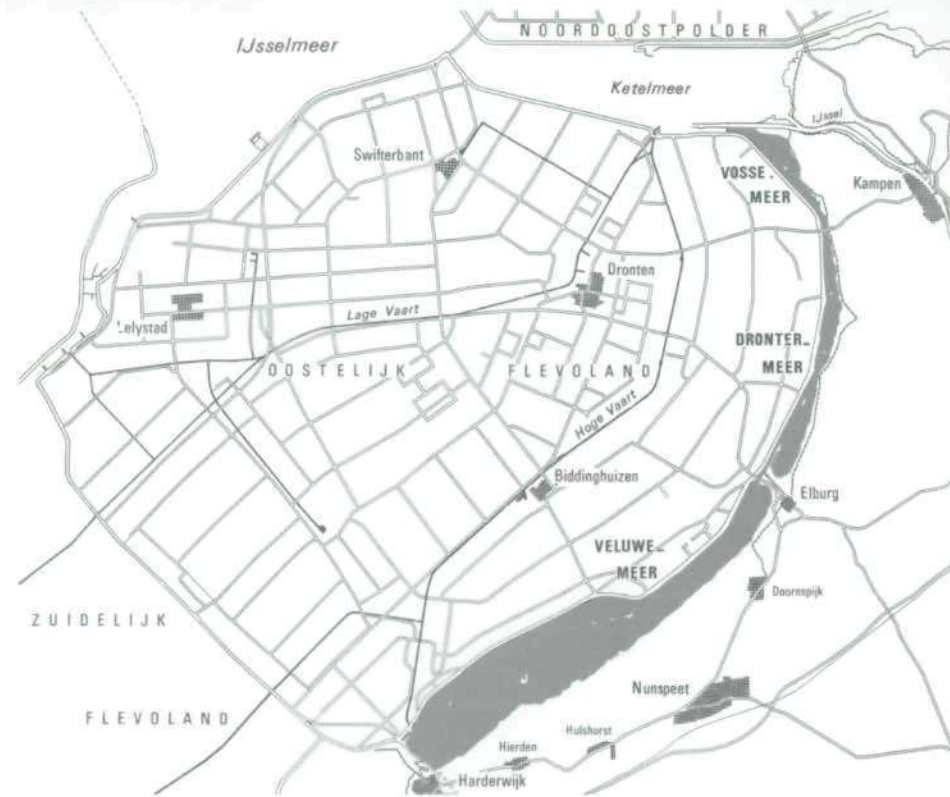 NOORDOOSTPOLDER
IJsselmeer
Ketelmeer
IJssel
Swifterbant
VOSSE-
MEER
Kampen
Dronten
Lage Vaart
Lelystad
DRONTER-
MEER
OOSTELIJK FLEVOLAND
Hoge Vaart
Biddinghuizen
Elburg
VELUWE-
MEER
Doornspijk
ZUIDELIJK
FLEVOLAND
Nunspeet
Hulshorst
Hierden
Harderwijk